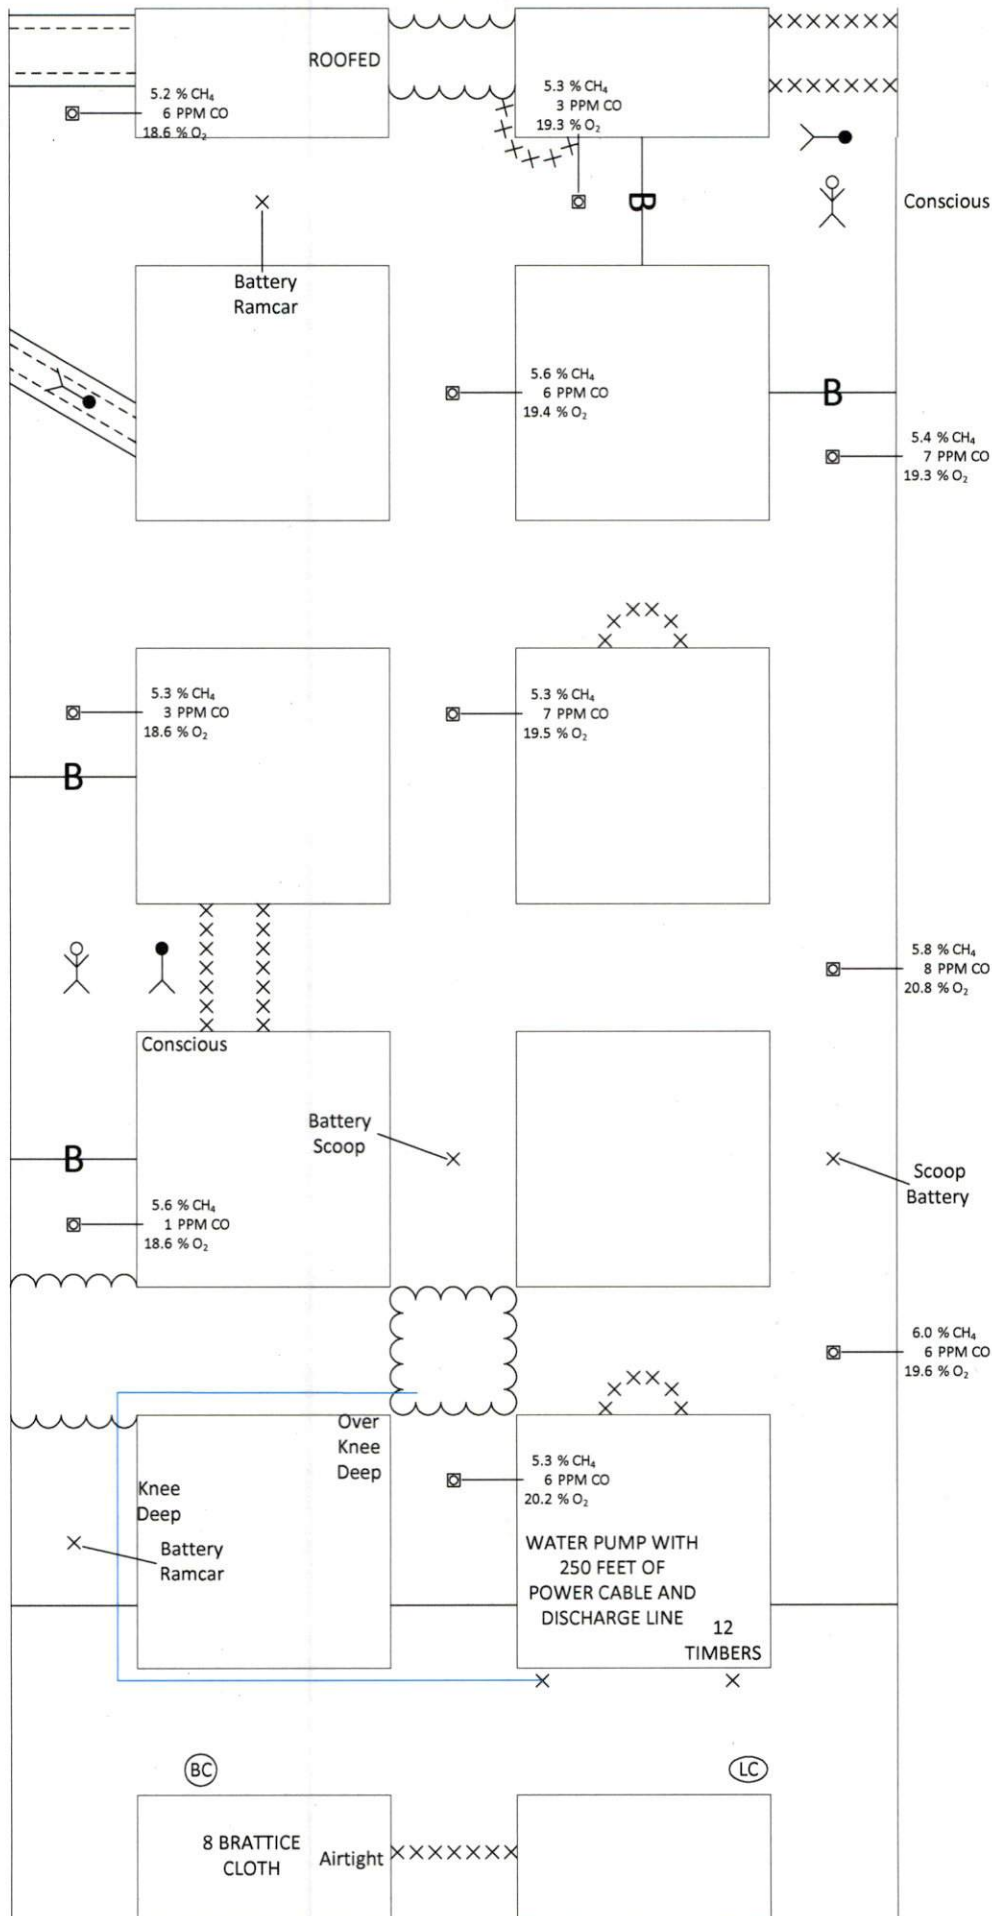 ROOFED
5.2 % CH₄
6 PPM CO
18.6 % O₂
5.3 % CH₄
3 PPM CO
19.3 % O₂
B
Conscious
Battery
Ramcar
5.6 % CH₄
6 PPM CO
19.4 % O₂
B
5.4 % CH₄
7 PPM CO
19.3 % O₂
5.3 % CH₄
3 PPM CO
18.6 % O₂
5.3 % CH₄
7 PPM CO
19.5 % O₂
B
5.8 % CH₄
8 PPM CO
20.8 % O₂
Conscious
Battery
Scoop
B
Scoop
Battery
5.6 % CH₄
1 PPM CO
18.6 % O₂
6.0 % CH₄
6 PPM CO
19.6 % O₂
Over
Knee
Deep
5.3 % CH₄
6 PPM CO
20.2 % O₂
Knee
Deep
Battery
Ramcar
WATER PUMP WITH
250 FEET OF
POWER CABLE AND
DISCHARGE LINE
12
TIMBERS
BC
LC
8 BRATTICE
CLOTH
Airtight